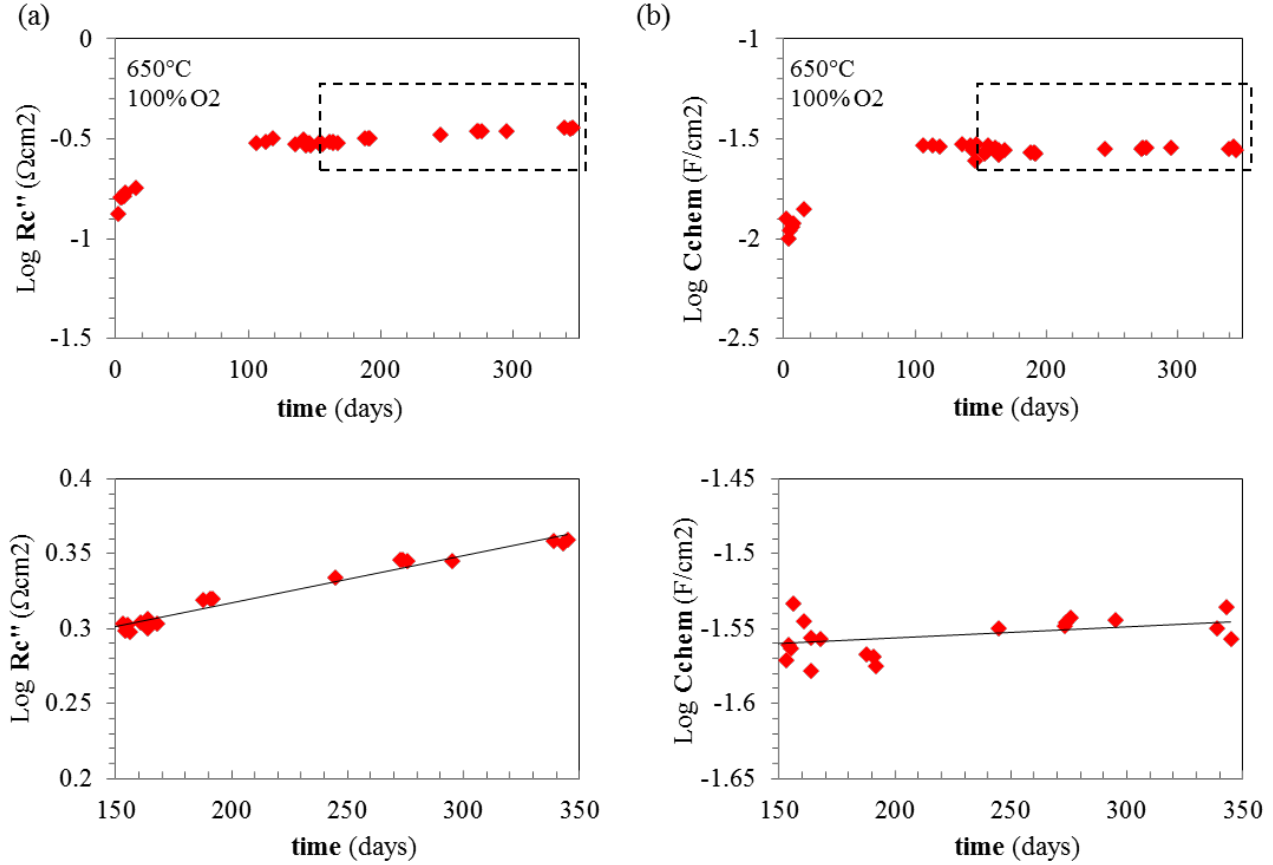 (a)
0
-0.5
-1
-1.5
Log Rc'' (Ωcm2)
650°C
100%O2
0 100 200 300
time (days)
(b)
-1
-1.5
-2
-2.5
Log Cchem (F/cm2)
650°C
100%O2
0 100 200 300
time (days)
0.4
0.35
0.3
0.25
0.2
Log Rc'' (Ωcm2)
150 200 250 300 350
time (days)
-1.45
-1.5
-1.55
-1.6
-1.65
Log Cchem (F/cm2)
150 200 250 300 350
time (days)